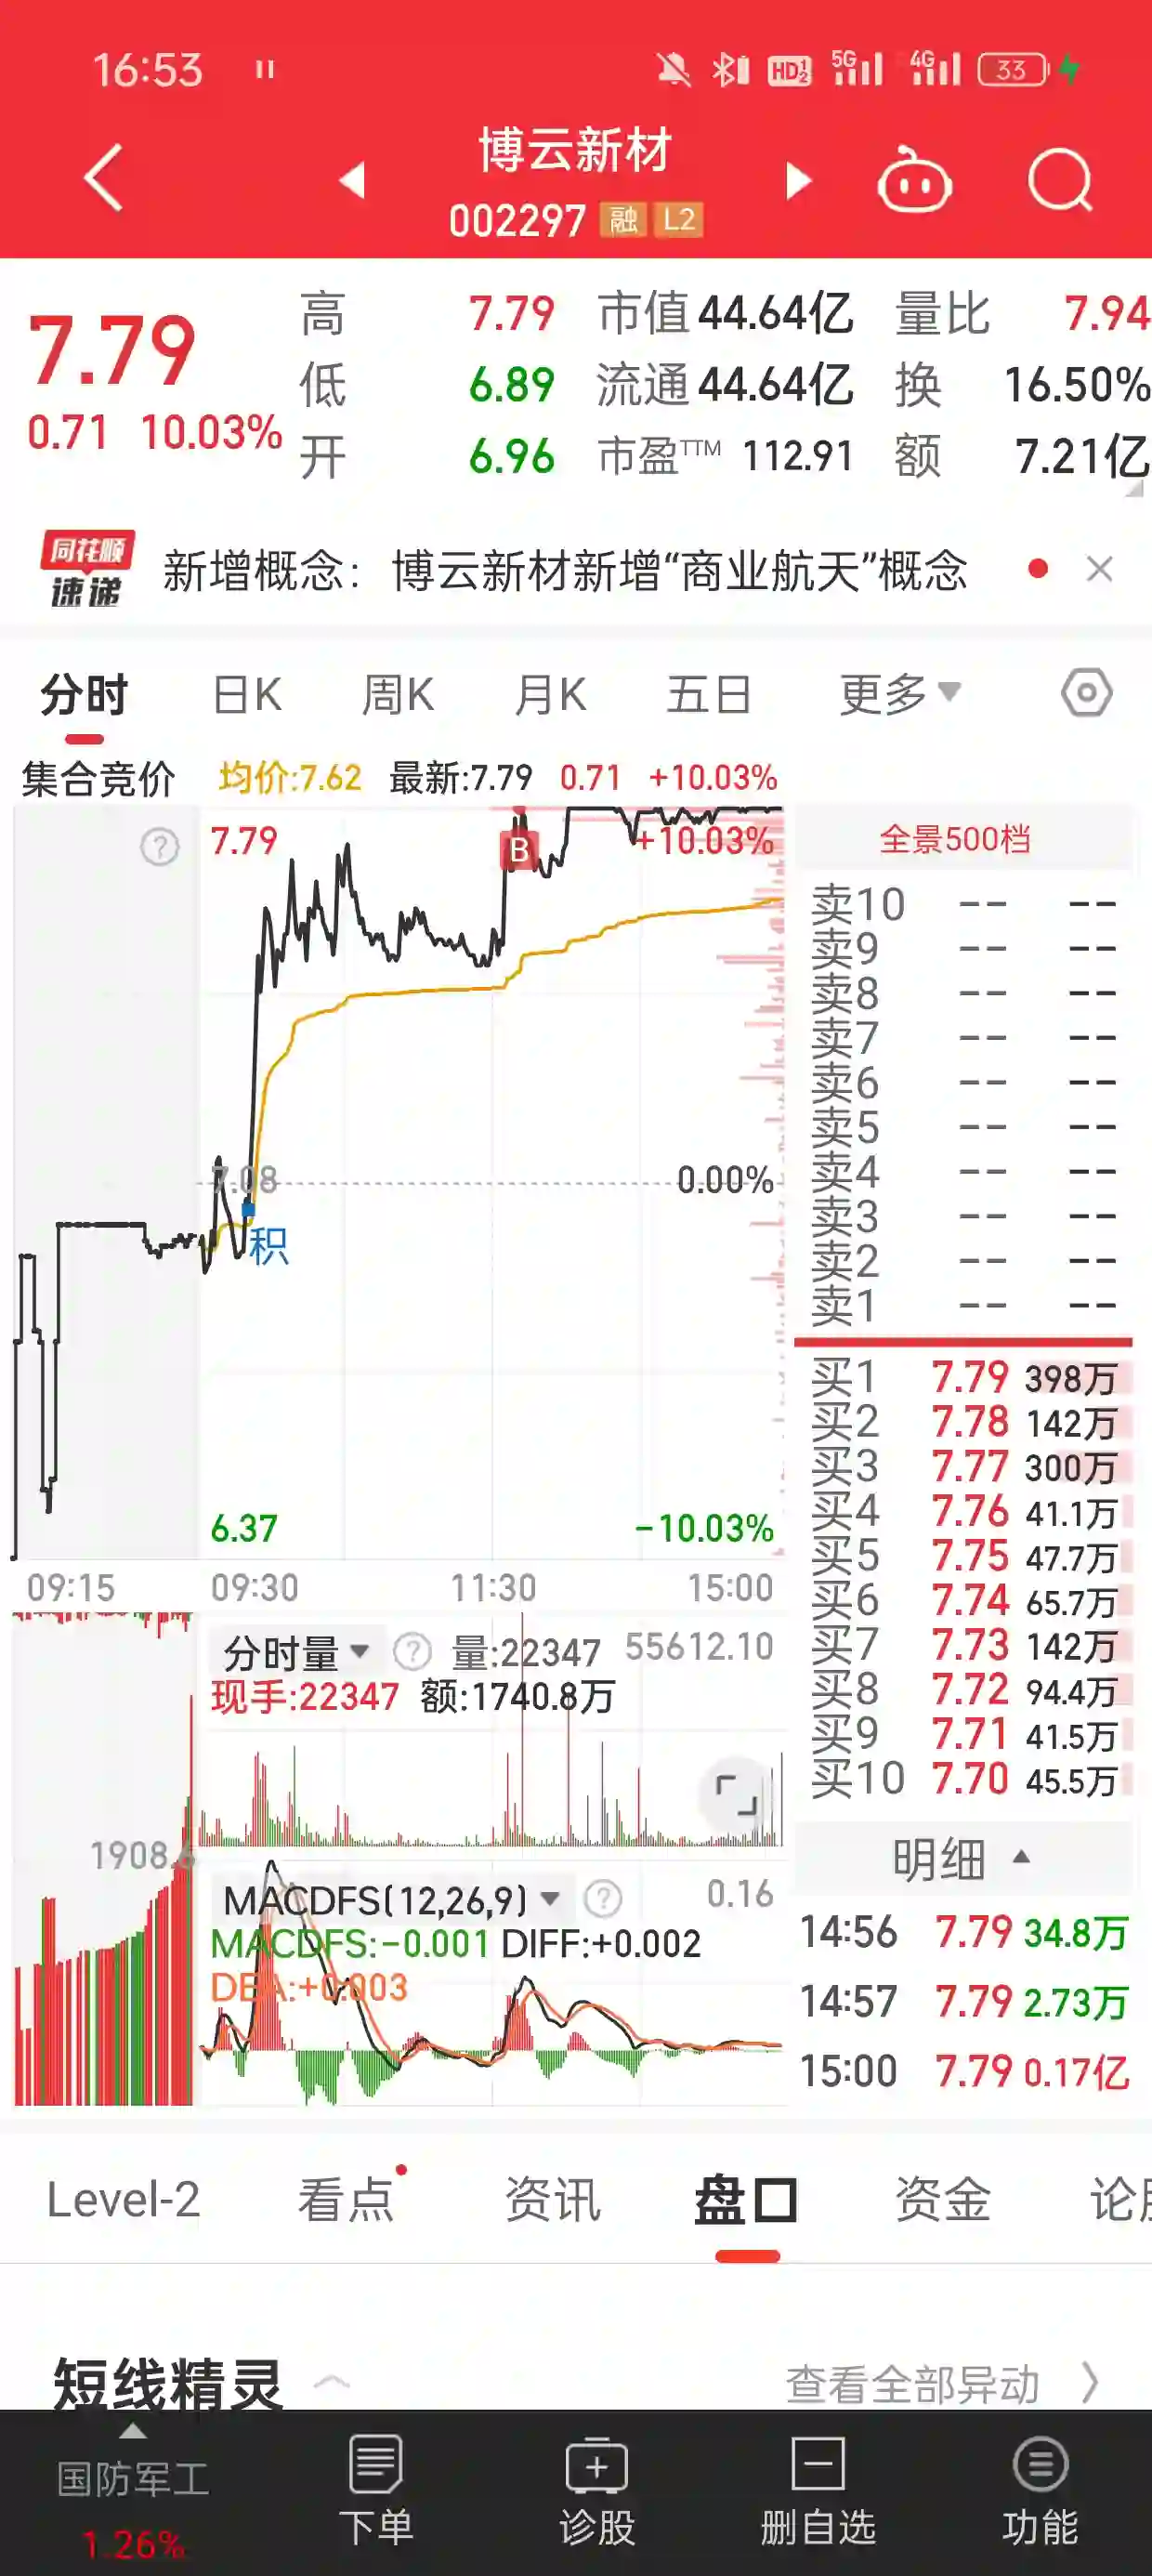 16:53 HD 1 2 5G 4G 33
博云新材
002297 融 L2
7.79
0.71 10.03%
高 7.79 市值 44.64亿 量比 7.94
低 6.89 流通 44.64亿 换 16.50%
开 6.96 市盈TTM 112.91 额 7.21亿
同花顺
速递
新增概念：博云新材新增“商业航天”概念
分时 日K 周K 月K 五日 更多
集合竞价 均价:7.62 最新:7.79 0.71 +10.03%
7.79 B +10.03%
7.08 0.00%
积
6.37 -10.03%
09:15 09:30 11:30 15:00
分时量 量:22347 55612.10
现手:22347 额:1740.8万
1908.6
MACDFS(12,26,9) 0.16
MACDFS:-0.001 DIFF:+0.002
DEA:+0.003
全景500档
卖10 -- --
卖9 -- --
卖8 -- --
卖7 -- --
卖6 -- --
卖5 -- --
卖4 -- --
卖3 -- --
卖2 -- --
卖1 -- --
买1 7.79 398万
买2 7.78 142万
买3 7.77 300万
买4 7.76 41.1万
买5 7.75 47.7万
买6 7.74 65.7万
买7 7.73 142万
买8 7.72 94.4万
买9 7.71 41.5万
买10 7.70 45.5万
明细
14:56 7.79 34.8万
14:57 7.79 2.73万
15:00 7.79 0.17亿
Level-2 看点 资讯 盘口 资金
短线精灵 查看全部异动
国防军工
1.26%
下单 诊股 删自选 功能